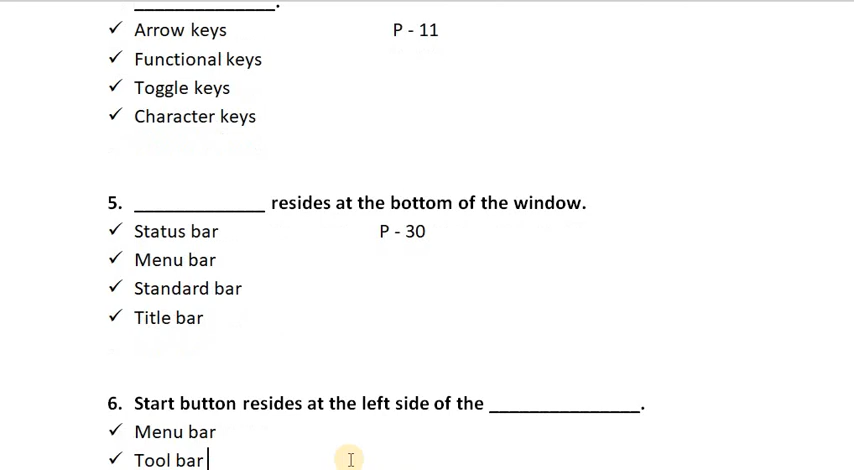 ______________.
✓ Arrow keys P - 11
✓ Functional keys
✓ Toggle keys
✓ Character keys
5. _____________ resides at the bottom of the window.
✓ Status bar P - 30
✓ Menu bar
✓ Standard bar
✓ Title bar
6. Start button resides at the left side of the _______________.
✓ Menu bar
✓ Tool bar